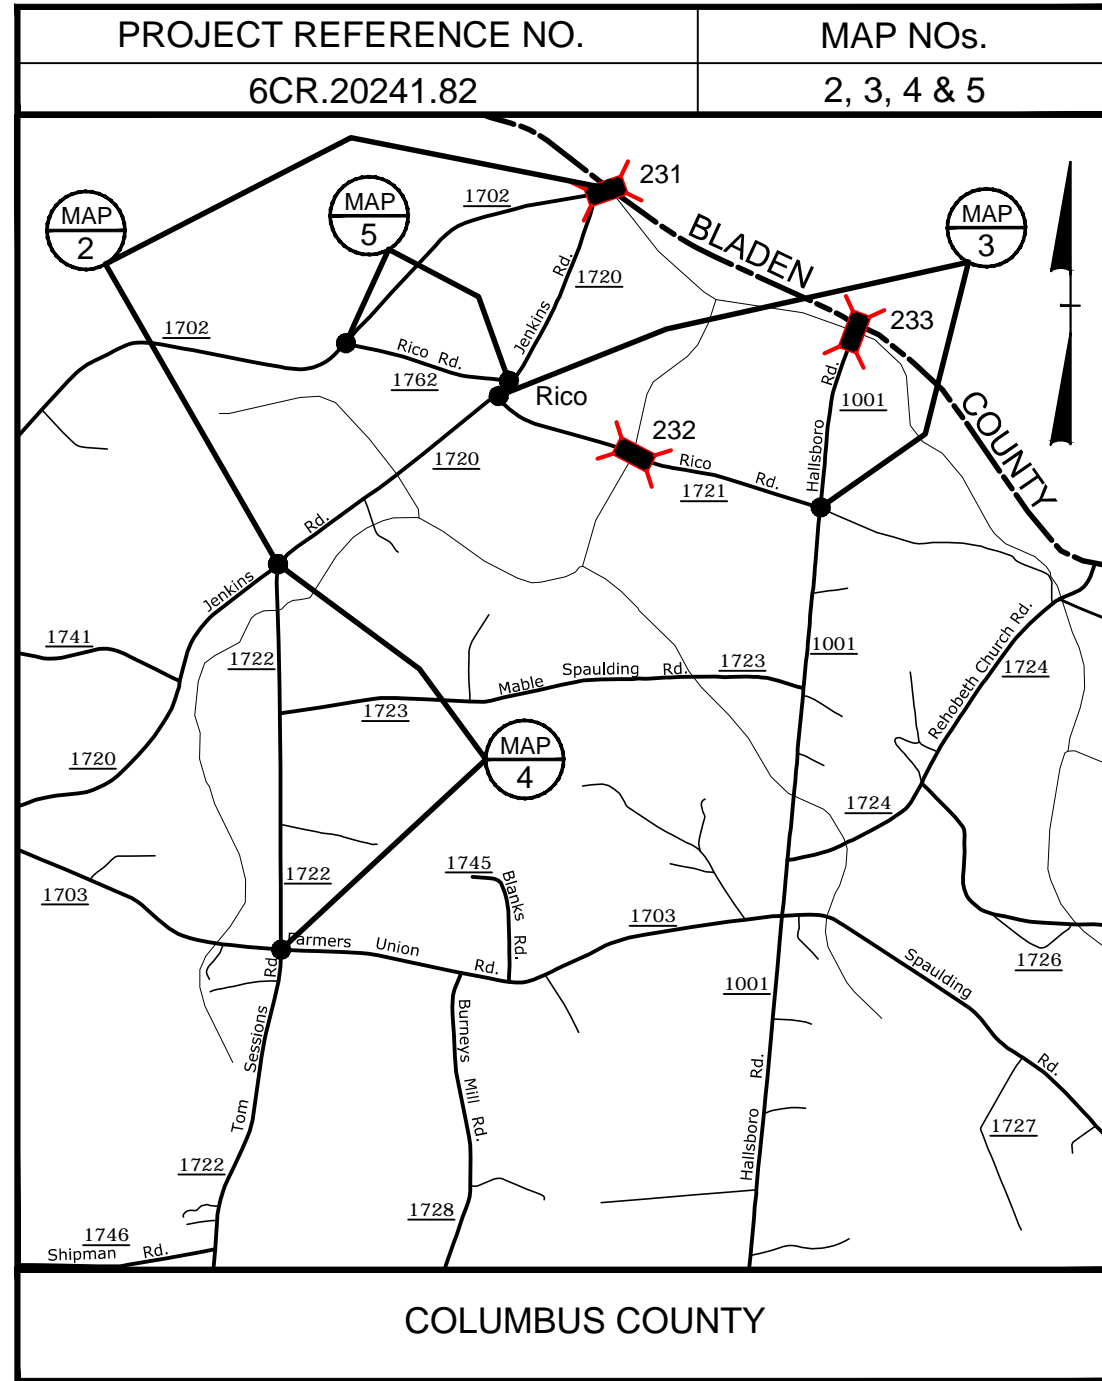 PROJECT REFERENCE NO.
MAP NOs.
6CR.20241.82
2, 3, 4 & 5
231
1702
MAP
2
MAP
5
MAP
3
BLADEN
Jenkins Rd.
1720
233
1702
Rico Rd.
1762
Rico
Hallsboro Rd.
1001
COUNTY
232
1720
Rico Rd.
1721
Jenkins Rd.
1741
1722
1001
Mable Spaulding Rd.
1723
1723
Rehobeth Church Rd.
1724
1720
MAP
4
1724
1703
1722
1745
Blanks Rd.
1703
Farmers Union Rd.
1726
1001
Spaulding Rd.
Tom Sessions Rd.
Burneys Mill Rd.
Hallsboro Rd.
1727
1722
1728
1746
Shipman Rd.
COLUMBUS COUNTY